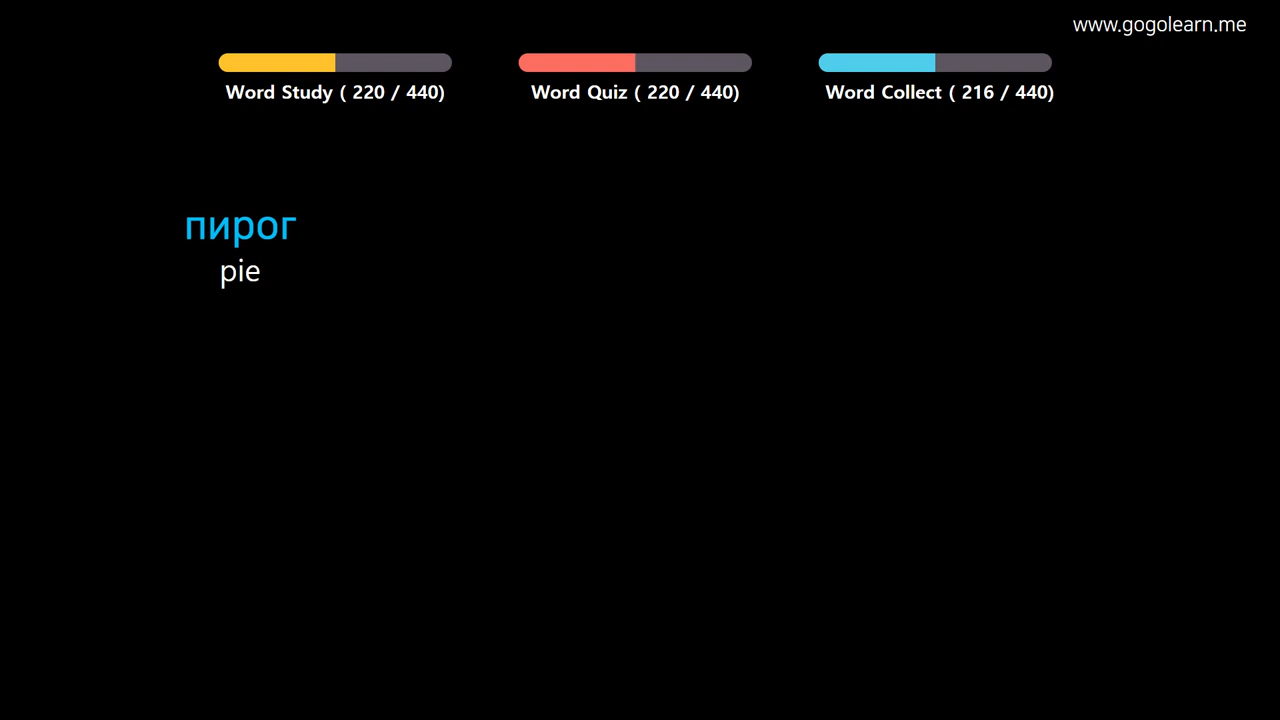 www.gogolearn.me
Word Study ( 220 / 440)
Word Quiz ( 220 / 440)
Word Collect ( 216 / 440)
пирог
pie